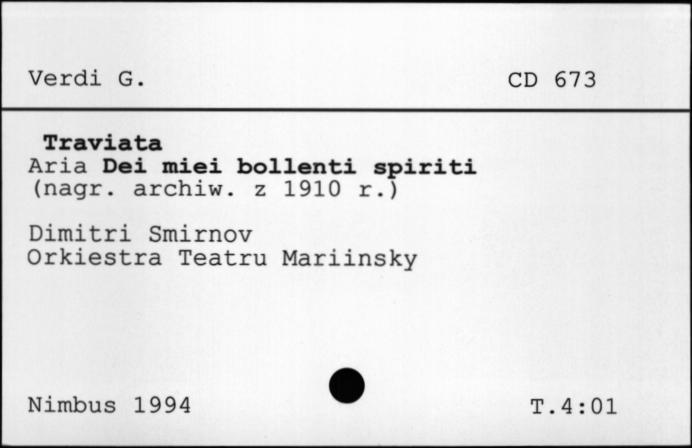 Verdi G. CD 673
Traviata
Aria Dei miei bollenti spiriti
(nagr. archiw. z 1910 r.)
Dimitri Smirnov
Orkiestra Teatru Mariinsky
Nimbus 1994 T.4:01